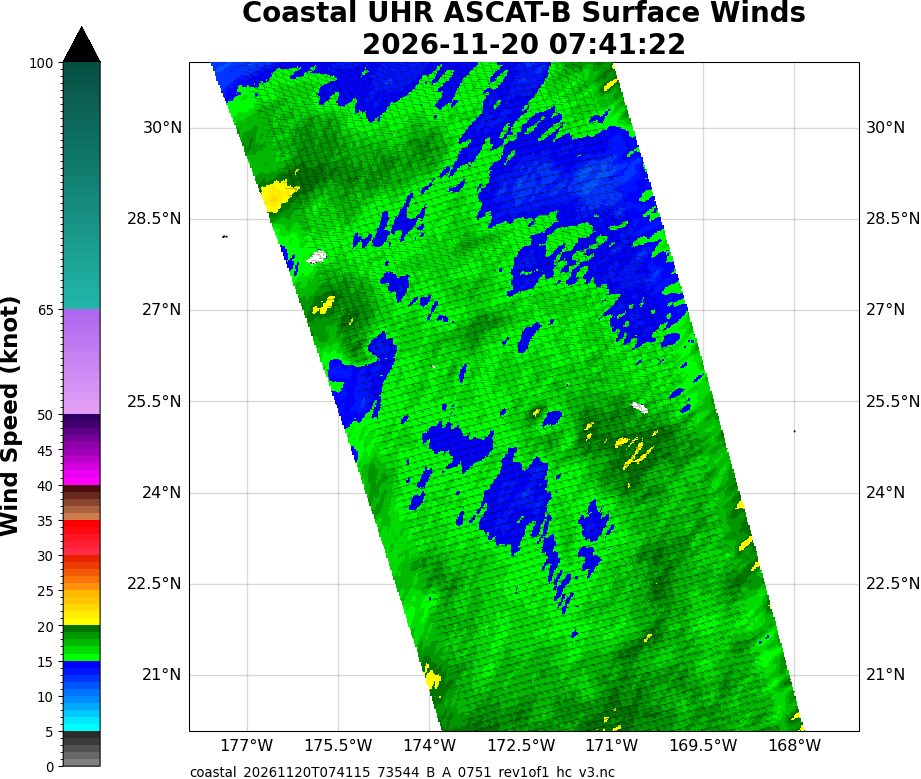 Coastal UHR ASCAT-B Surface Winds
2026-11-20 07:41:22
Wind Speed (knot)
100
65
50
45
40
35
30
25
20
15
10
5
0
30°N 30°N
28.5°N 28.5°N
27°N 27°N
25.5°N 25.5°N
24°N 24°N
22.5°N 22.5°N
21°N 21°N
177°W 175.5°W 174°W 172.5°W 171°W 169.5°W 168°W
coastal_20261120T074115_73544_B_A_0751_rev1of1_hc_v3.nc